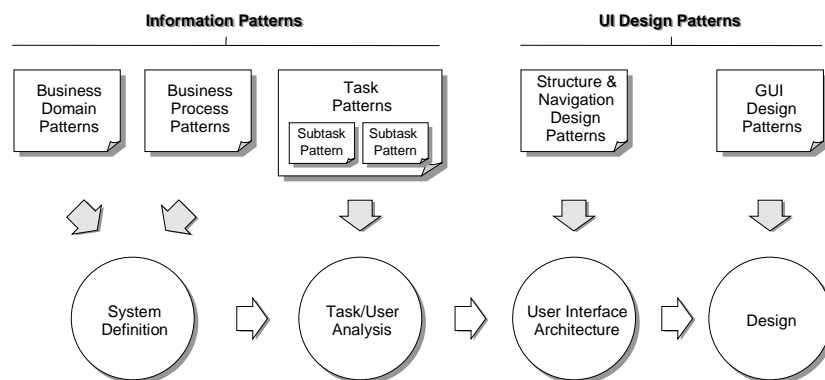 Information Patterns
UI Design Patterns
Business
Domain
Patterns
Business
Process
Patterns
Task
Patterns
Subtask
Pattern
Subtask
Pattern
Structure &
Navigation
Design
Patterns
GUI
Design
Patterns
System
Definition
Task/User
Analysis
User Interface
Architecture
Design